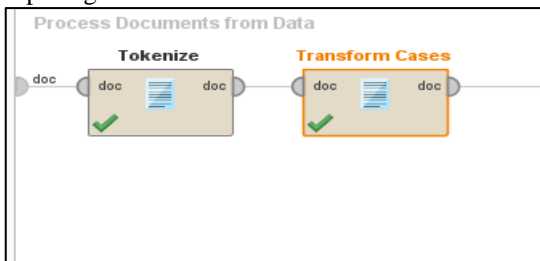 Process Documents from Data
Tokenize
Transform Cases
doc
doc
doc
doc
doc